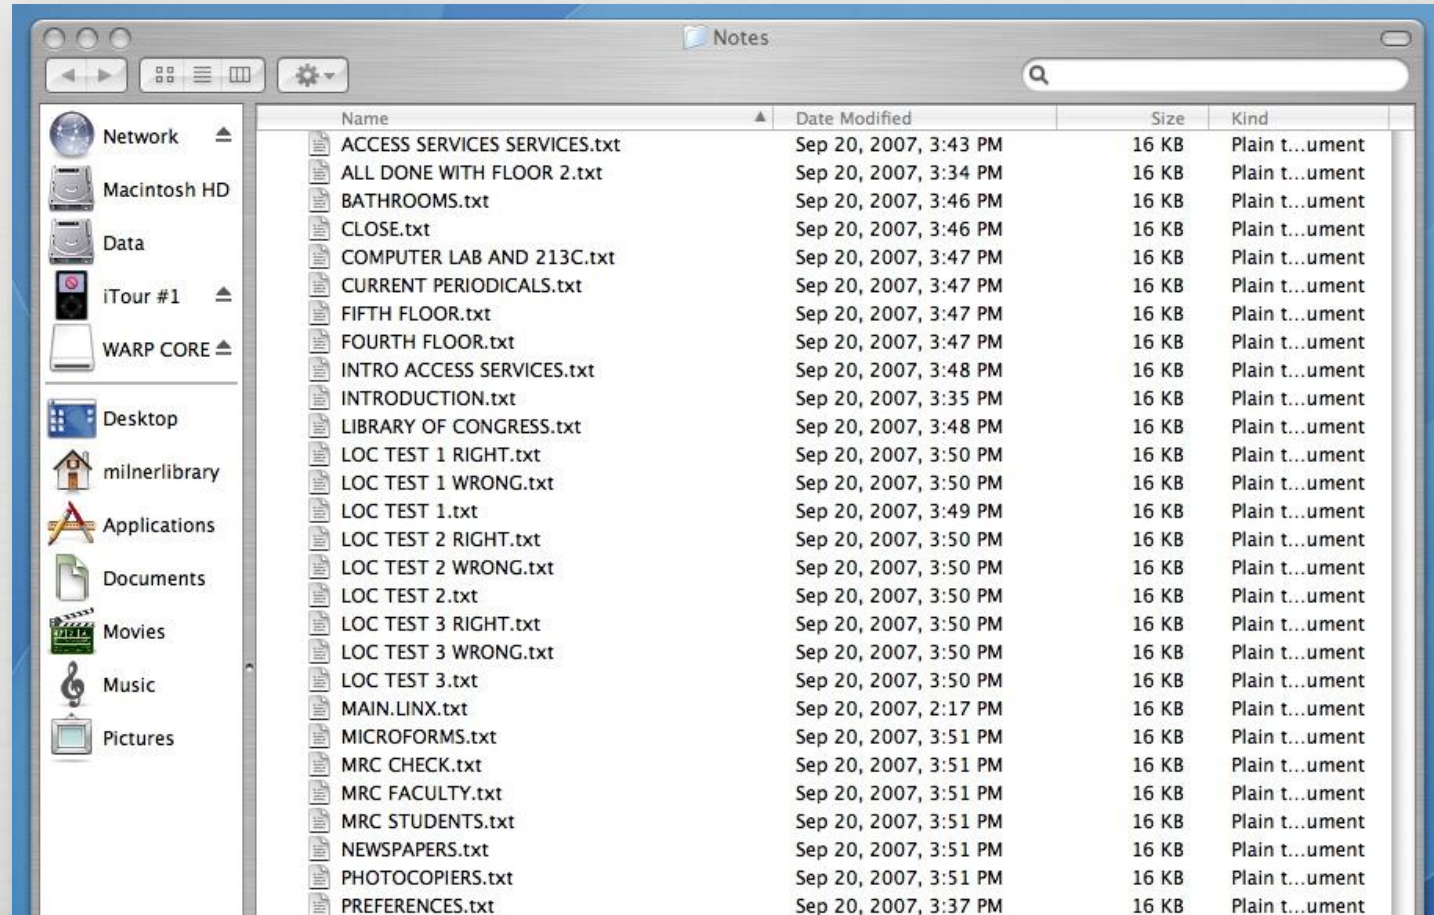 Notes
Network
Macintosh HD
Data
iTour #1
WARP CORE
Desktop
milnerlibrary
Applications
Documents
Movies
Music
Pictures
Name Date Modified Size Kind
ACCESS SERVICES SERVICES.txt Sep 20, 2007, 3:43 PM 16 KB Plain t...ument
ALL DONE WITH FLOOR 2.txt Sep 20, 2007, 3:34 PM 16 KB Plain t...ument
BATHROOMS.txt Sep 20, 2007, 3:46 PM 16 KB Plain t...ument
CLOSE.txt Sep 20, 2007, 3:46 PM 16 KB Plain t...ument
COMPUTER LAB AND 213C.txt Sep 20, 2007, 3:47 PM 16 KB Plain t...ument
CURRENT PERIODICALS.txt Sep 20, 2007, 3:47 PM 16 KB Plain t...ument
FIFTH FLOOR.txt Sep 20, 2007, 3:47 PM 16 KB Plain t...ument
FOURTH FLOOR.txt Sep 20, 2007, 3:47 PM 16 KB Plain t...ument
INTRO ACCESS SERVICES.txt Sep 20, 2007, 3:48 PM 16 KB Plain t...ument
INTRODUCTION.txt Sep 20, 2007, 3:35 PM 16 KB Plain t...ument
LIBRARY OF CONGRESS.txt Sep 20, 2007, 3:48 PM 16 KB Plain t...ument
LOC TEST 1 RIGHT.txt Sep 20, 2007, 3:50 PM 16 KB Plain t...ument
LOC TEST 1 WRONG.txt Sep 20, 2007, 3:50 PM 16 KB Plain t...ument
LOC TEST 1.txt Sep 20, 2007, 3:49 PM 16 KB Plain t...ument
LOC TEST 2 RIGHT.txt Sep 20, 2007, 3:50 PM 16 KB Plain t...ument
LOC TEST 2 WRONG.txt Sep 20, 2007, 3:50 PM 16 KB Plain t...ument
LOC TEST 2.txt Sep 20, 2007, 3:50 PM 16 KB Plain t...ument
LOC TEST 3 RIGHT.txt Sep 20, 2007, 3:50 PM 16 KB Plain t...ument
LOC TEST 3 WRONG.txt Sep 20, 2007, 3:50 PM 16 KB Plain t...ument
LOC TEST 3.txt Sep 20, 2007, 3:50 PM 16 KB Plain t...ument
MAIN.LINX.txt Sep 20, 2007, 2:17 PM 16 KB Plain t...ument
MICROFORMS.txt Sep 20, 2007, 3:51 PM 16 KB Plain t...ument
MRC CHECK.txt Sep 20, 2007, 3:51 PM 16 KB Plain t...ument
MRC FACULTY.txt Sep 20, 2007, 3:51 PM 16 KB Plain t...ument
MRC STUDENTS.txt Sep 20, 2007, 3:51 PM 16 KB Plain t...ument
NEWSPAPERS.txt Sep 20, 2007, 3:51 PM 16 KB Plain t...ument
PHOTOCOPIERS.txt Sep 20, 2007, 3:51 PM 16 KB Plain t...ument
PREFERENCES.txt Sep 20, 2007, 3:37 PM 16 KB Plain t...ument